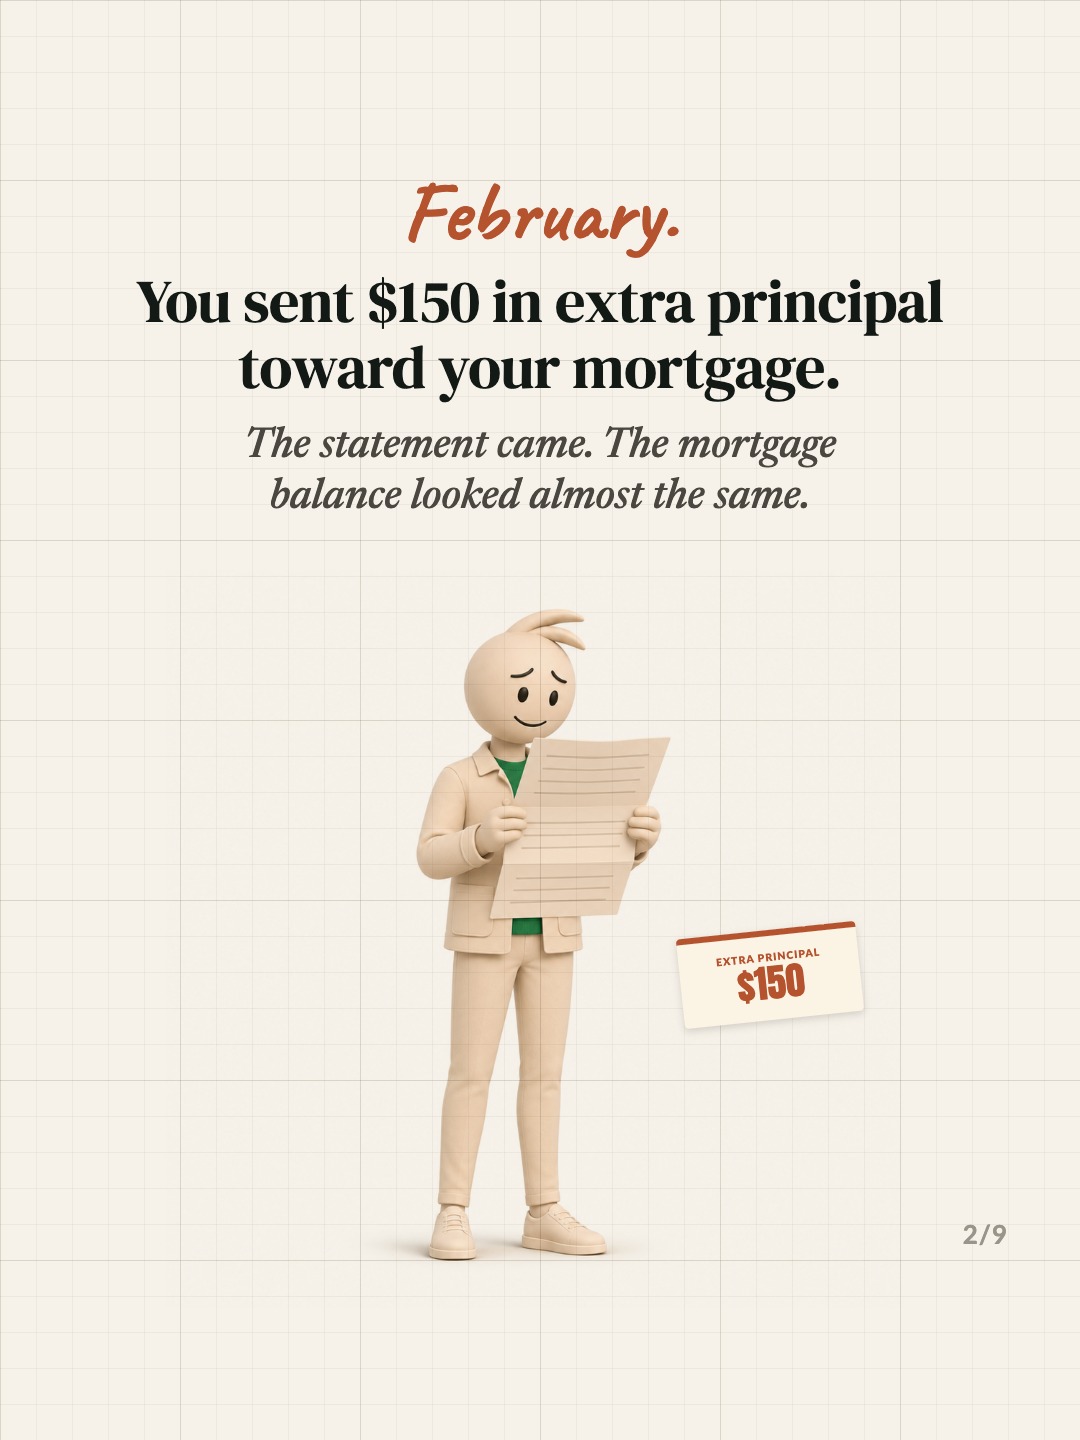 February.
You sent $150 in extra principal
toward your mortgage.
The statement came. The mortgage
balance looked almost the same.
EXTRA PRINCIPAL
$150
2/9